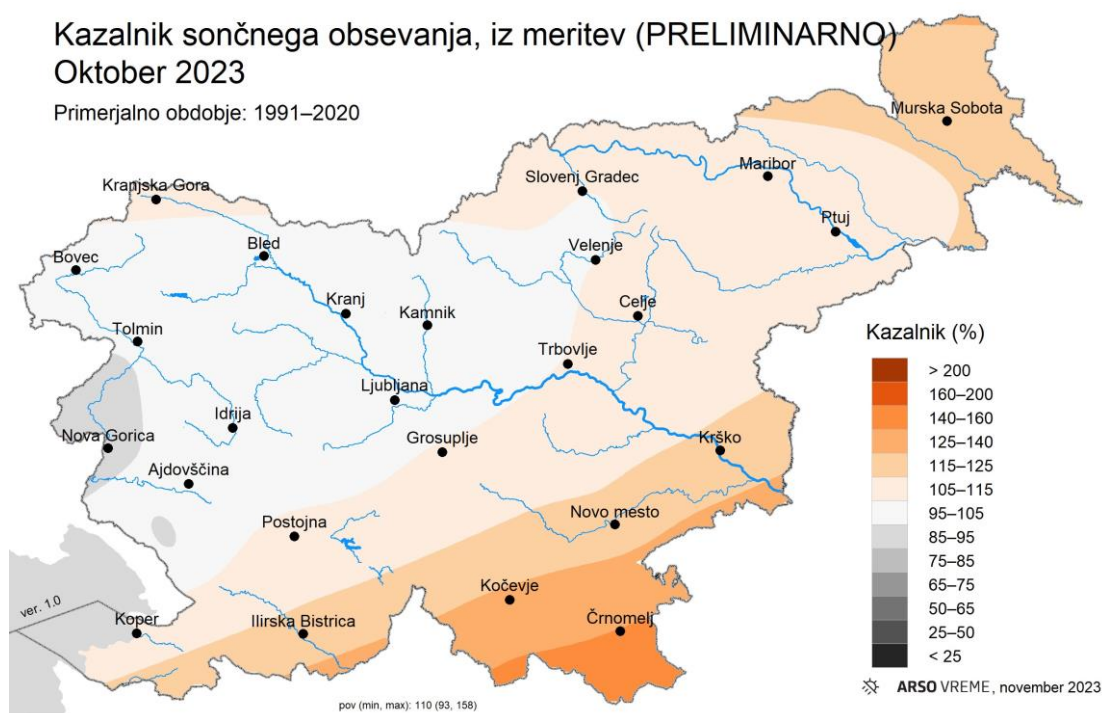 Kazalnik sončnega obsevanja, iz meritev (PRELIMINARNO)
Oktober 2023
Primerjalno obdobje: 1991–2020
Murska Sobota
Maribor
Slovenj Gradec
Kranjska Gora
Ptuj
Bled
Velenje
Bovec
Kranj
Kamnik
Celje
Tolmin
Trbovlje
Ljubljana
Idrija
Nova Gorica
Grosuplje
Krško
Ajdovščina
Postojna
Novo mesto
Kočevje
Črnomelj
Koper
Ilirska Bistrica
ver. 1.0
Kazalnik (%)
> 200
160–200
140–160
125–140
115–125
105–115
95–105
85–95
75–85
65–75
50–65
25–50
< 25
ARSO VREME, november 2023
pov (min, max): 110 (93, 158)